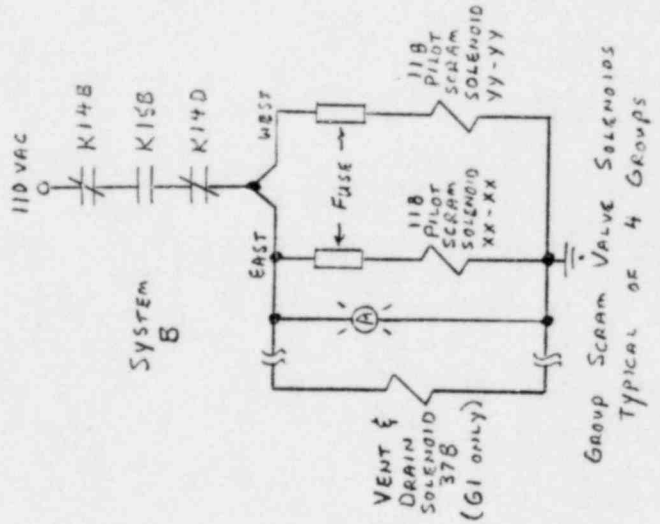 110 VAC
K14B
K15B
K14D
SYSTEM
B
EAST
WEST
← FUSE →
118
PILOT
SCRAM
SOLENOID
XX-XX
118
PILOT
SCRAM
SOLENOID
YY-YY
A
VENT &
DRAIN
SOLENOID
37B
(G1 ONLY)
GROUP SCRAM VALVE SOLENOIDS
TYPICAL OF 4 GROUPS